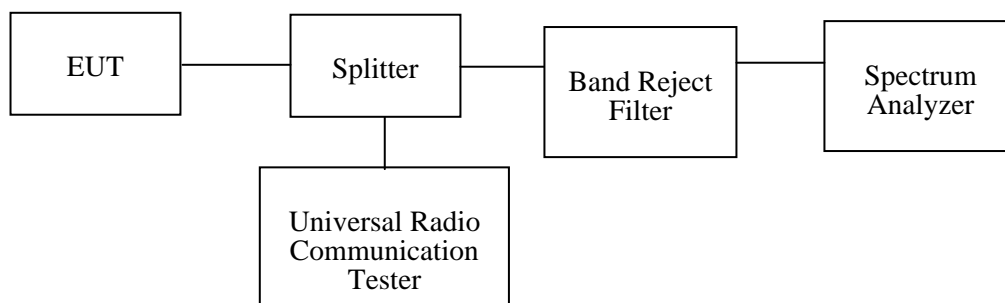 EUT
Splitter
Band Reject
Filter
Spectrum
Analyzer
Universal Radio
Communication
Tester